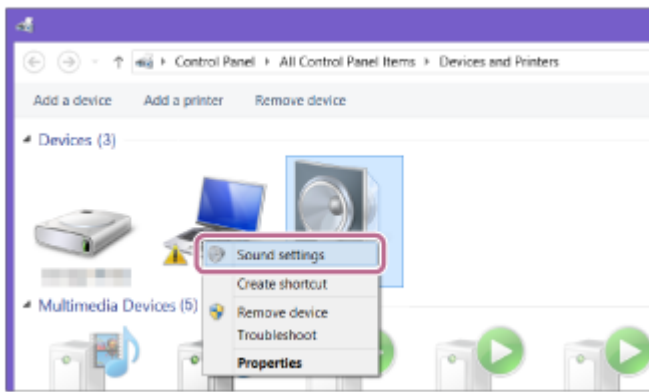 Control Panel ▸ All Control Panel Items ▸ Devices and Printers
Add a device Add a printer Remove device
Devices (3)
Sound settings
Create shortcut
Multimedia Devices (5)
Remove device
Troubleshoot
Properties